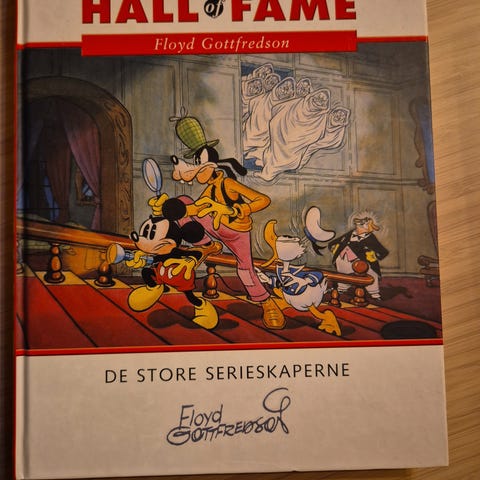 HALL of FAME
Floyd Gottfredson
DE STORE SERIESKAPERNE
Floyd
GOTTFREDSON